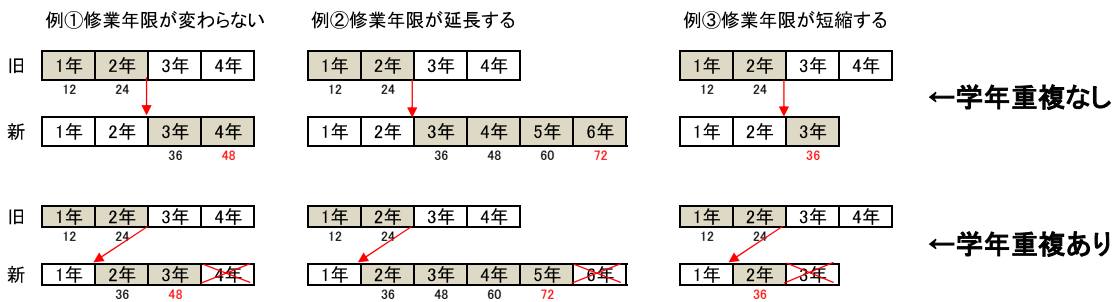 例①修業年限が変わらない 例②修業年限が延長する 例③修業年限が短縮する
旧 1年 2年 3年 4年 1年 2年 3年 4年 1年 2年 3年 4年
12 24 12 24 12 24
←学年重複なし
新 1年 2年 3年 4年 1年 2年 3年 4年 5年 6年 1年 2年 3年
36 48 36 48 60 72 36
旧 1年 2年 3年 4年 1年 2年 3年 4年 1年 2年 3年 4年
12 24 12 24 12 24
←学年重複あり
新 1年 2年 3年 4年 1年 2年 3年 4年 5年 6年 1年 2年 3年
36 48 36 48 60 72 36